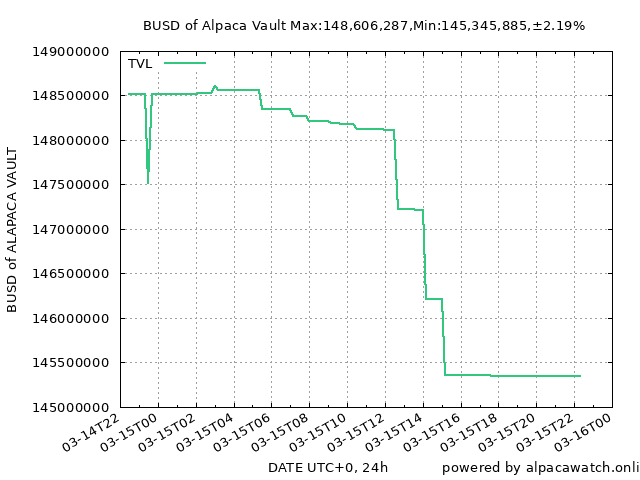 BUSD of Alpaca Vault Max:148,606,287,Min:145,345,885,±2.19%
TVL
149000000
148500000
148000000
147500000
147000000
146500000
146000000
145500000
145000000
BUSD of ALAPACA VAULT
03-14T22
03-15T00
03-15T02
03-15T04
03-15T06
03-15T08
03-15T10
03-15T12
03-15T14
03-15T16
03-15T18
03-15T20
03-15T22
03-16T00
DATE UTC+0, 24h
powered by alpacawatch.onli